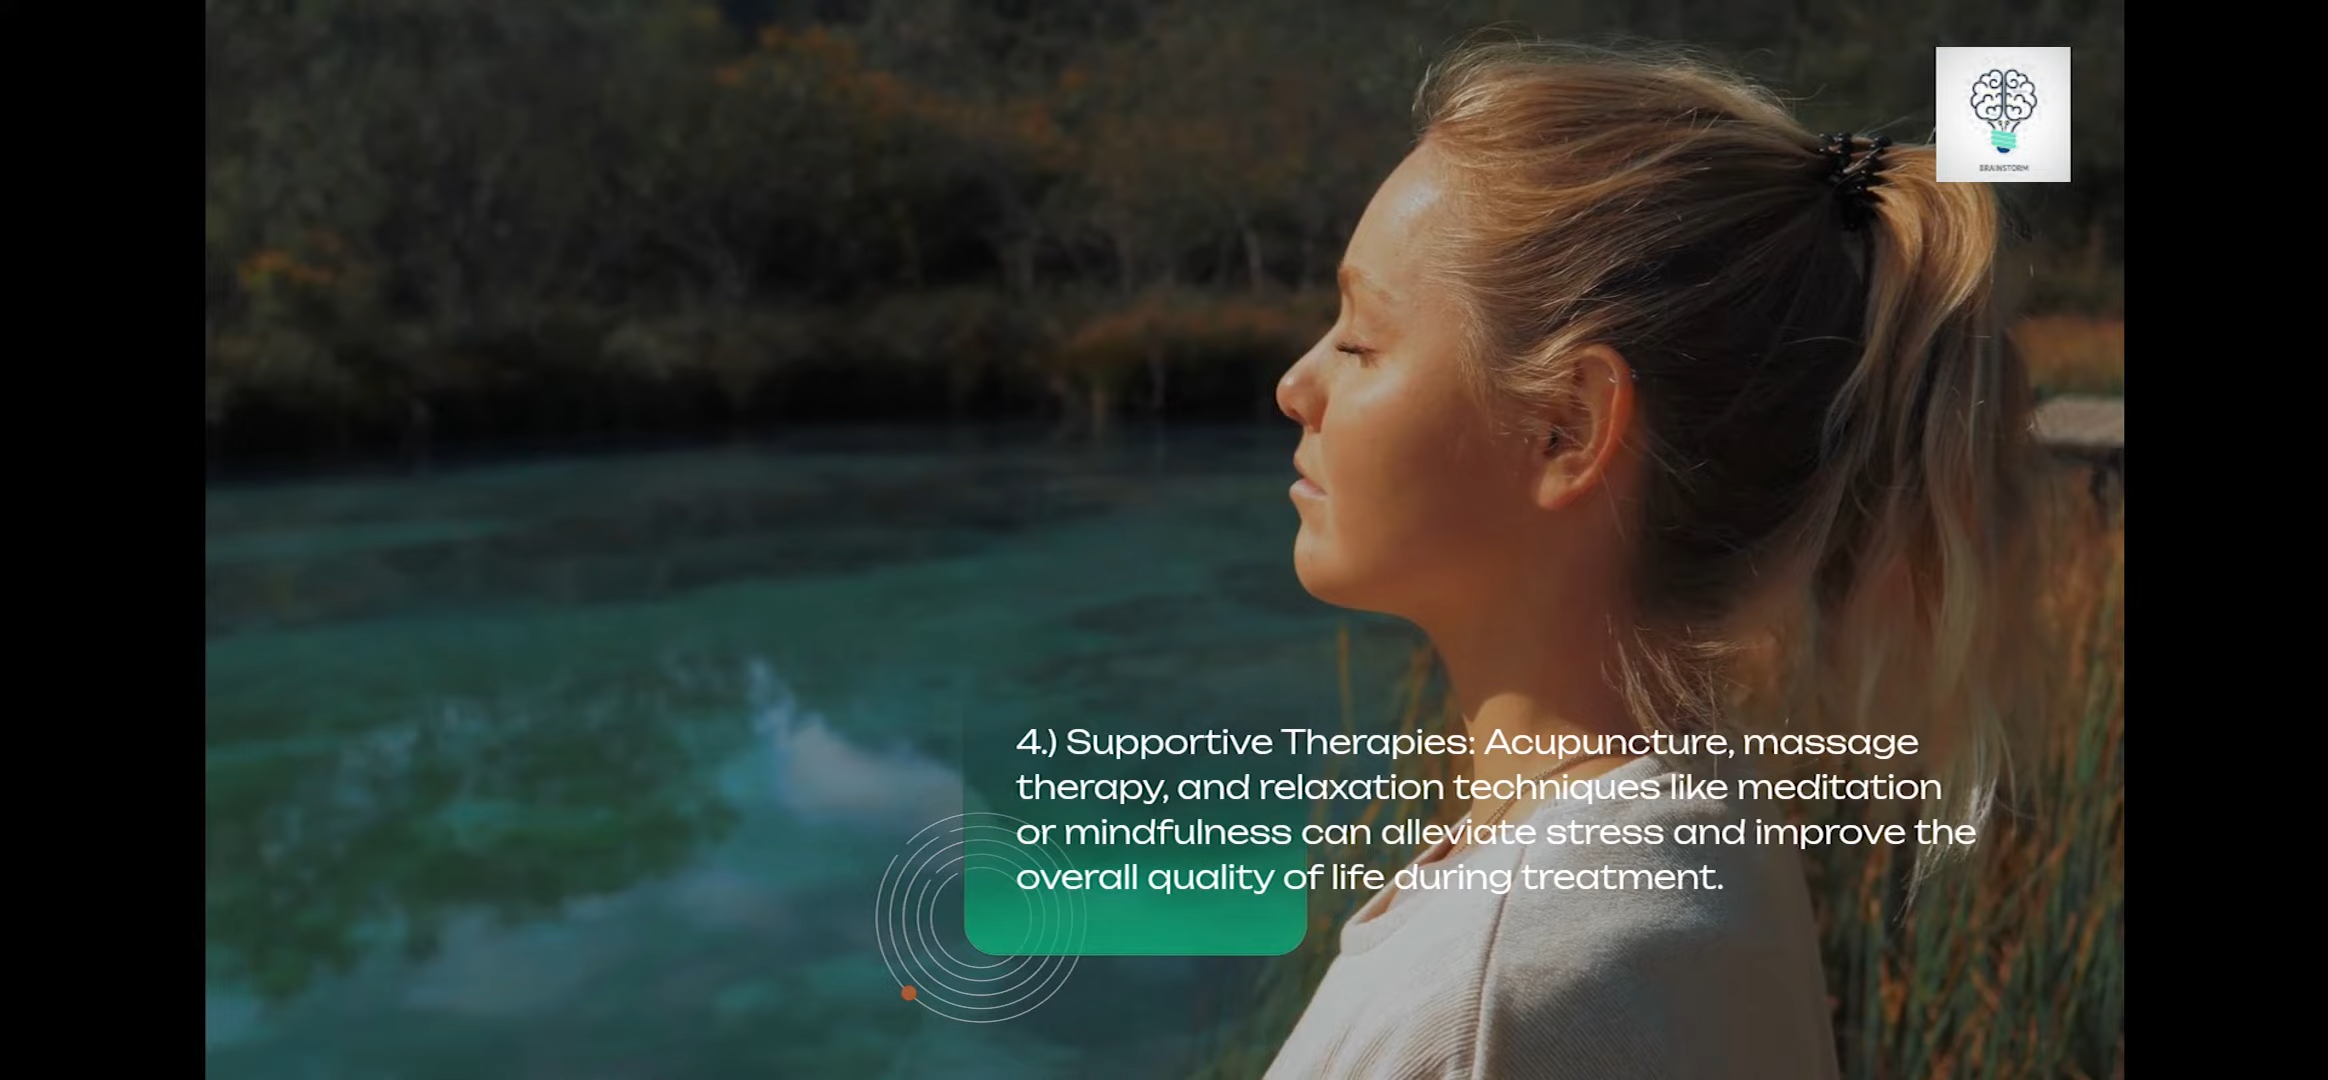 BRAINSTORM
4.) Supportive Therapies: Acupuncture, massage
therapy, and relaxation techniques like meditation
or mindfulness can alleviate stress and improve the
overall quality of life during treatment.